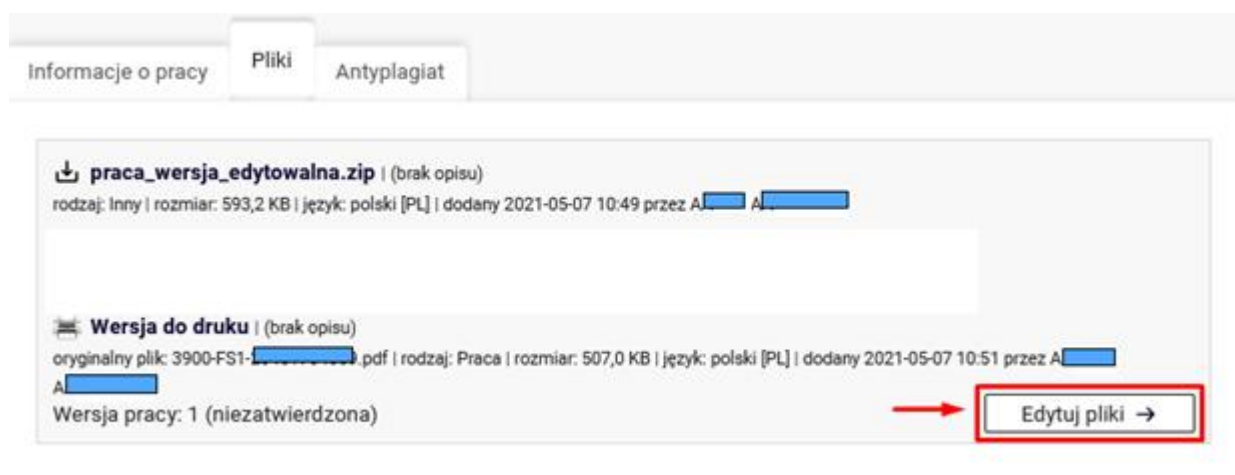 Informacje o pracy Pliki Antyplagiat
praca_wersja_edytowalna.zip | (brak opisu)
rodzaj: Inny | rozmiar: 593,2 KB | język: polski [PL] | dodany 2021-05-07 10:49 przez A A
Wersja do druku | (brak opisu)
oryginalny plik: 3900-FS1- .pdf | rodzaj: Praca | rozmiar: 507,0 KB | język: polski [PL] | dodany 2021-05-07 10:51 przez A
A
Wersja pracy: 1 (niezatwierdzona)
Edytuj pliki →